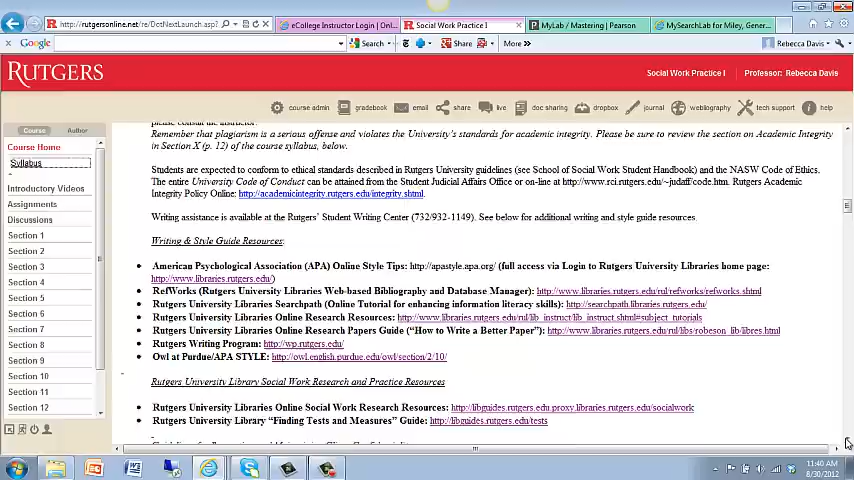 http://rutgersonline.net/re/DotNextLaunch.asp?
eCollege Instructor Login | Onl...
Social Work Practice I
MyLab / Mastering | Pearson
MySearchLab for Miley, Gener...
Google
Search
Share
More »
Rebecca Davis
RUTGERS
Social Work Practice I
Professor: Rebecca Davis
course admin
gradebook
email
share
live
doc sharing
dropbox
journal
webliography
tech support
help
Course
Author
Course Home
Syllabus
Introductory Videos
Assignments
Discussions
Section 1
Section 2
Section 3
Section 4
Section 5
Section 6
Section 7
Section 8
Section 9
Section 10
Section 11
Section 12
please consult the instructor.
Remember that plagiarism is a serious offense and violates the University's standards for academic integrity. Please be sure to review the section on Academic Integrity
in Section X (p. 12) of the course syllabus, below.
Students are expected to conform to ethical standards described in Rutgers University guidelines (see School of Social Work Student Handbook) and the NASW Code of Ethics.
The entire University Code of Conduct can be attained from the Student Judicial Affairs Office or on-line at http://www.rci.rutgers.edu/~judaff/code.htm. Rutgers Academic
Integrity Policy Online: http://academicintegrity.rutgers.edu/integrity.shtml.
Writing assistance is available at the Rutgers' Student Writing Center (732/932-1149). See below for additional writing and style guide resources.
Writing & Style Guide Resources:
• American Psychological Association (APA) Online Style Tips: http://apastyle.apa.org/ (full access via Login to Rutgers University Libraries home page:
http://www.libraries.rutgers.edu/)
• RefWorks (Rutgers University Libraries Web-based Bibliography and Database Manager): http://www.libraries.rutgers.edu/rul/refworks/refworks.shtml
• Rutgers University Libraries Searchpath (Online Tutorial for enhancing information literacy skills): http://searchpath.libraries.rutgers.edu/
• Rutgers University Libraries Online Research Resources: http://www.libraries.rutgers.edu/rul/lib_instruct/lib_instruct.shtml#subject_tutorials
• Rutgers University Libraries Online Research Papers Guide ("How to Write a Better Paper"): http://www.libraries.rutgers.edu/rul/libs/robeson_lib/libres.html
• Rutgers Writing Program: http://wp.rutgers.edu/
• Owl at Purdue/APA STYLE: http://owl.english.purdue.edu/owl/section/2/10/
Rutgers University Library Social Work Research and Practice Resources
• Rutgers University Libraries Online Social Work Research Resources: http://libguides.rutgers.edu.proxy.libraries.rutgers.edu/socialwork
• Rutgers University Library "Finding Tests and Measures" Guide: http://libguides.rutgers.edu/tests
11:40 AM
8/30/2012